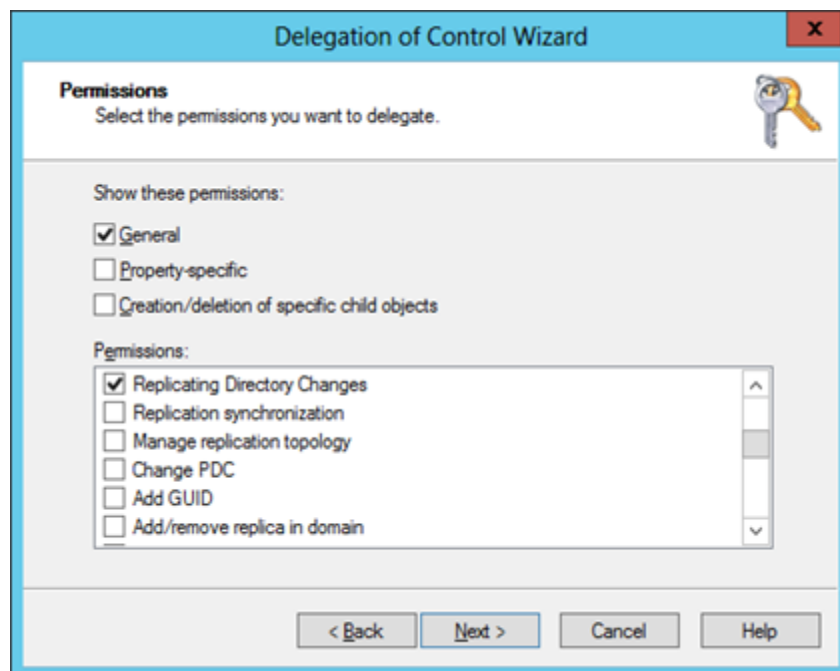 Delegation of Control Wizard
x
Permissions
Select the permissions you want to delegate.
Show these permissions:
General
Property-specific
Creation/deletion of specific child objects
Permissions:
Replicating Directory Changes
Replication synchronization
Manage replication topology
Change PDC
Add GUID
Add/remove replica in domain
< Back Next > Cancel Help